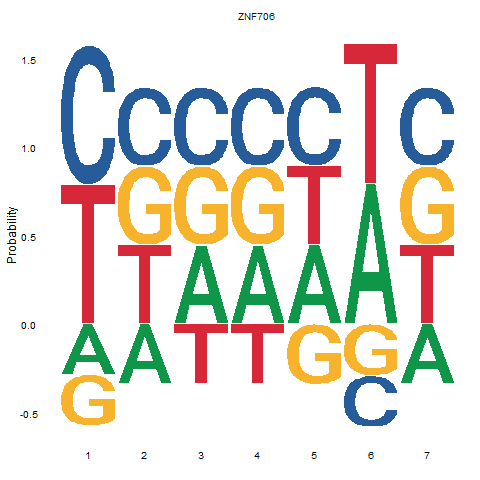 ZNF706
1.5
1.0
0.5
0.0
-0.5
Probability
C T A G
C G T A
C G A T
C G A T
C T A G
T A G C
C G T A
1 2 3 4 5 6 7